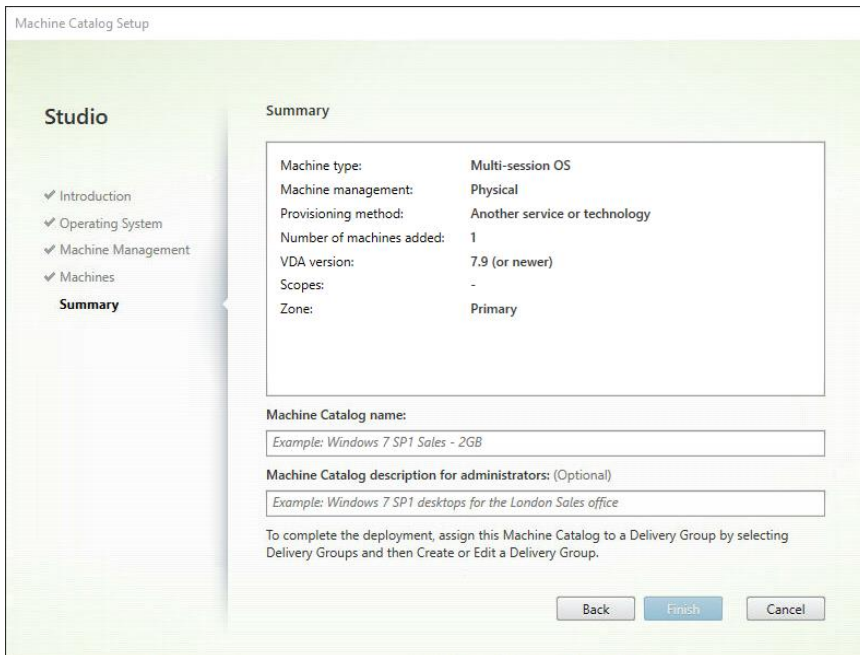 Machine Catalog Setup
Studio
Introduction
Operating System
Machine Management
Machines
Summary
Summary
Machine type: Multi-session OS
Machine management: Physical
Provisioning method: Another service or technology
Number of machines added: 1
VDA version: 7.9 (or newer)
Scopes: -
Zone: Primary
Machine Catalog name:
Example: Windows 7 SP1 Sales - 2GB
Machine Catalog description for administrators: (Optional)
Example: Windows 7 SP1 desktops for the London Sales office
To complete the deployment, assign this Machine Catalog to a Delivery Group by selecting
Delivery Groups and then Create or Edit a Delivery Group.
Back Finish Cancel